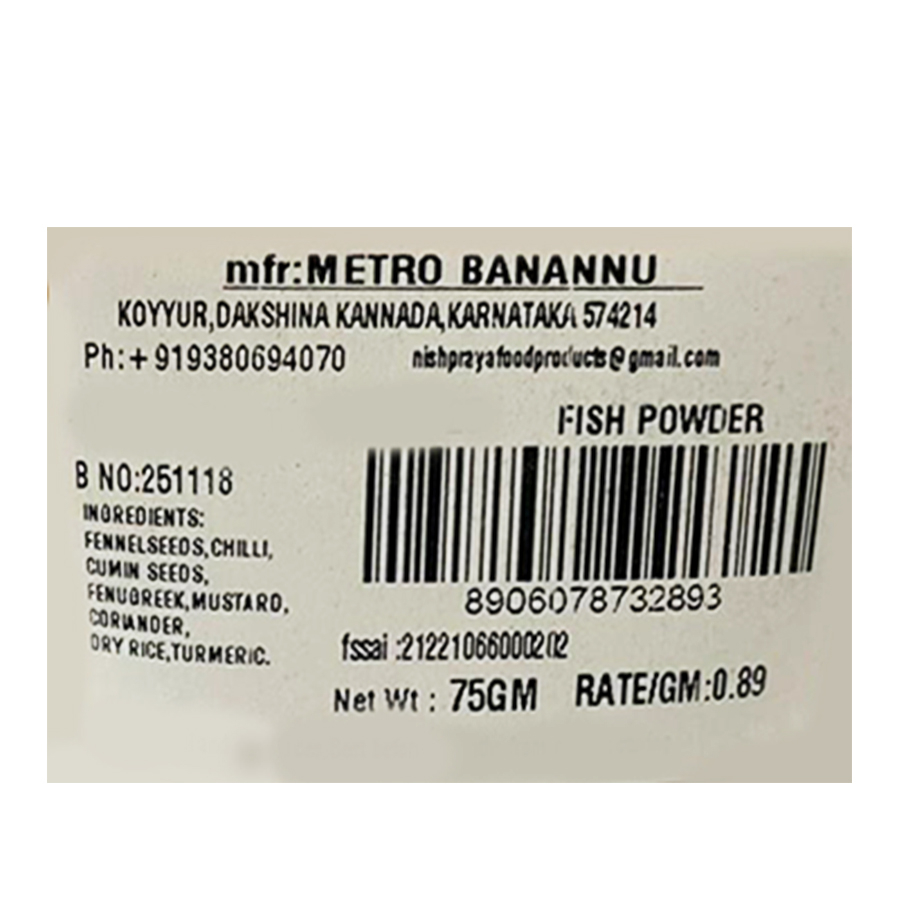 mfr:METRO BANANNU
KOYYUR,DAKSHINA KANNADA,KARNATAKA 574214
Ph:+919380694070 nishprayafoodproducts@gmail.com
FISH POWDER
B NO:251118
INGREDIENTS:
FENNELSEEDS,CHILLI,
CUMIN SEEDS,
FENUGREEK,MUSTARD,
CORIANDER,
DRY RICE,TURMERIC.
8906078732893
fssai :21221066000202
Net Wt : 75GM RATE/GM:0.89